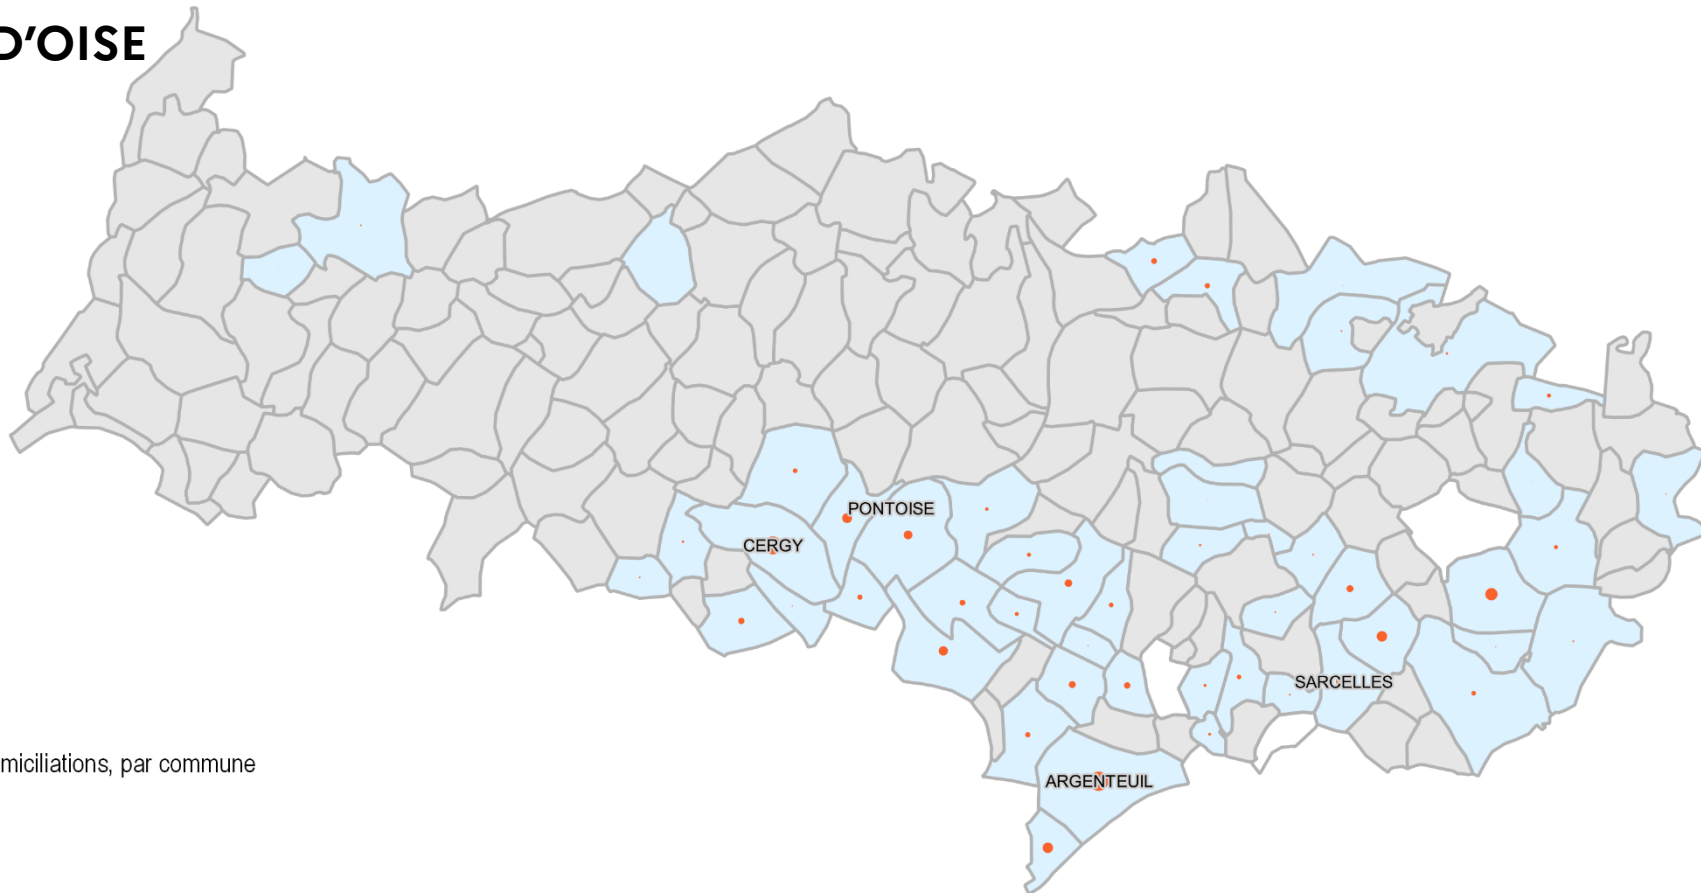 D'OISE
PONTOISE
CERGY
SARCELLES
miciliations, par commune
ARGENTEUIL